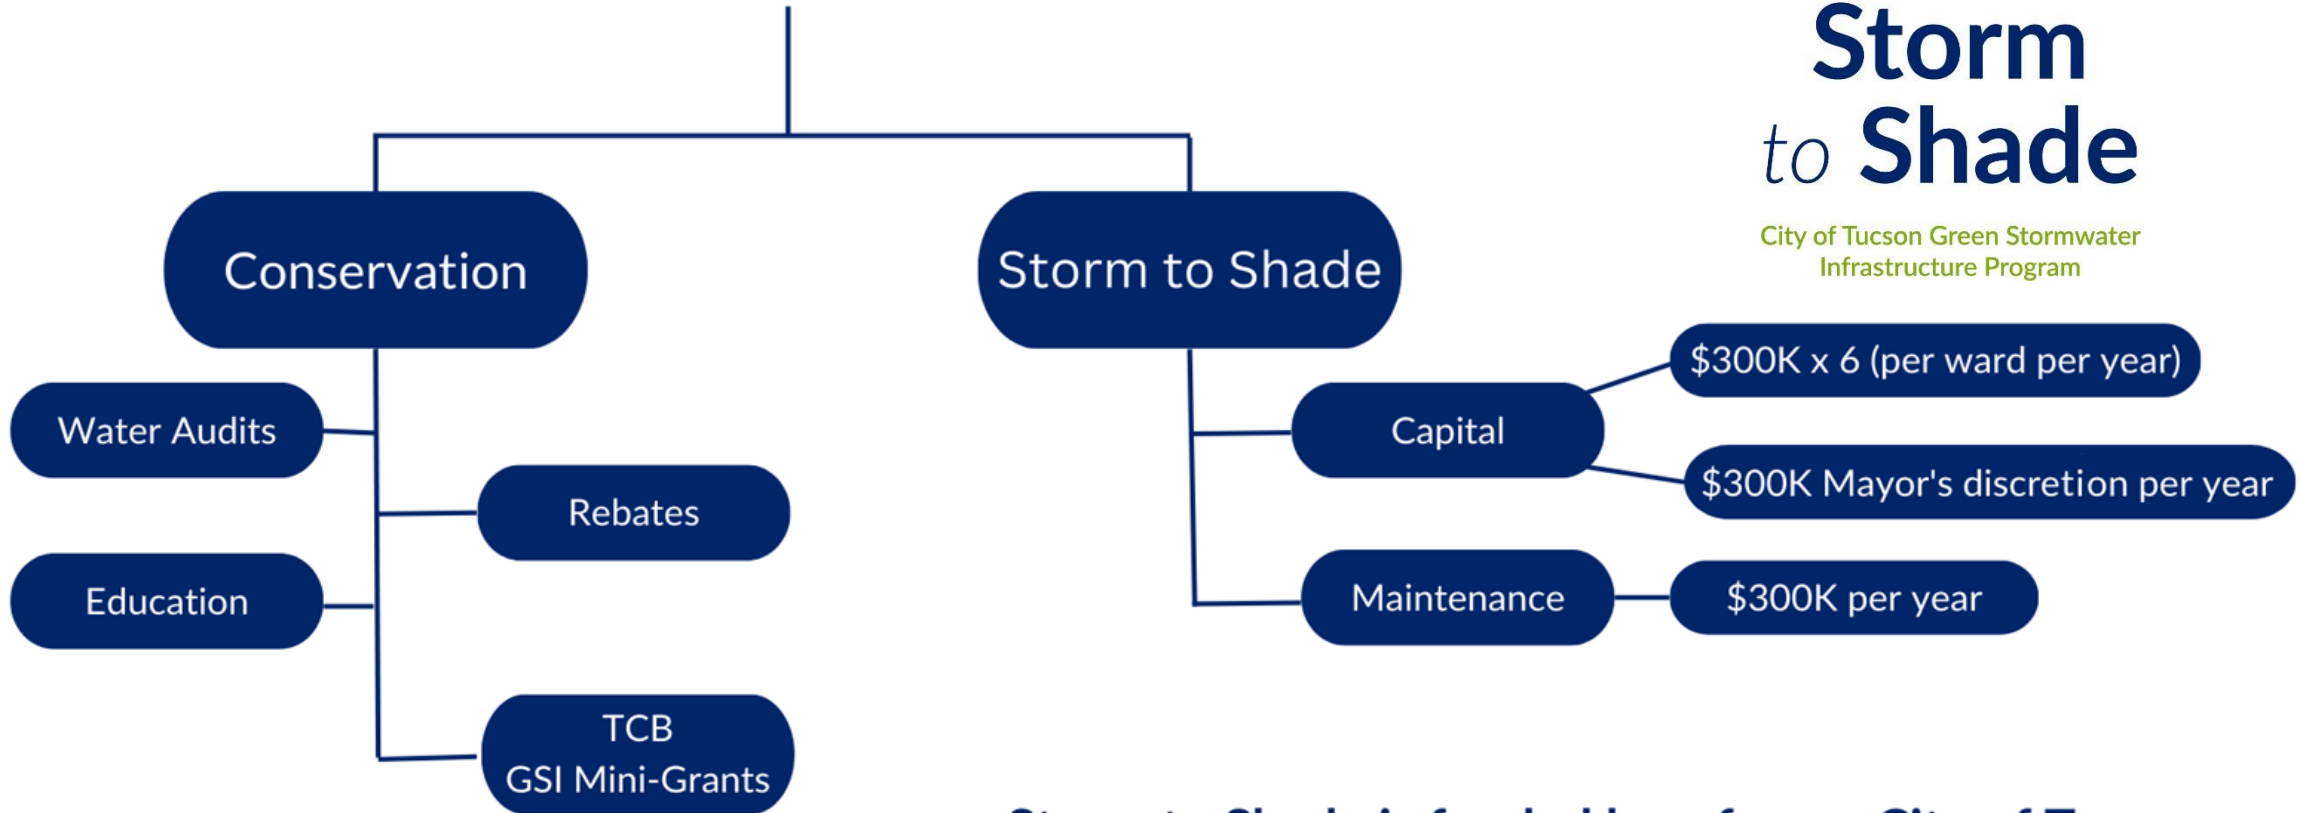 Storm
to Shade
City of Tucson Green Stormwater
Infrastructure Program
Conservation
Storm to Shade
Water Audits
Rebates
Education
TCB
GSI Mini-Grants
Capital
$300K x 6 (per ward per year)
$300K Mayor's discretion per year
Maintenance
$300K per year